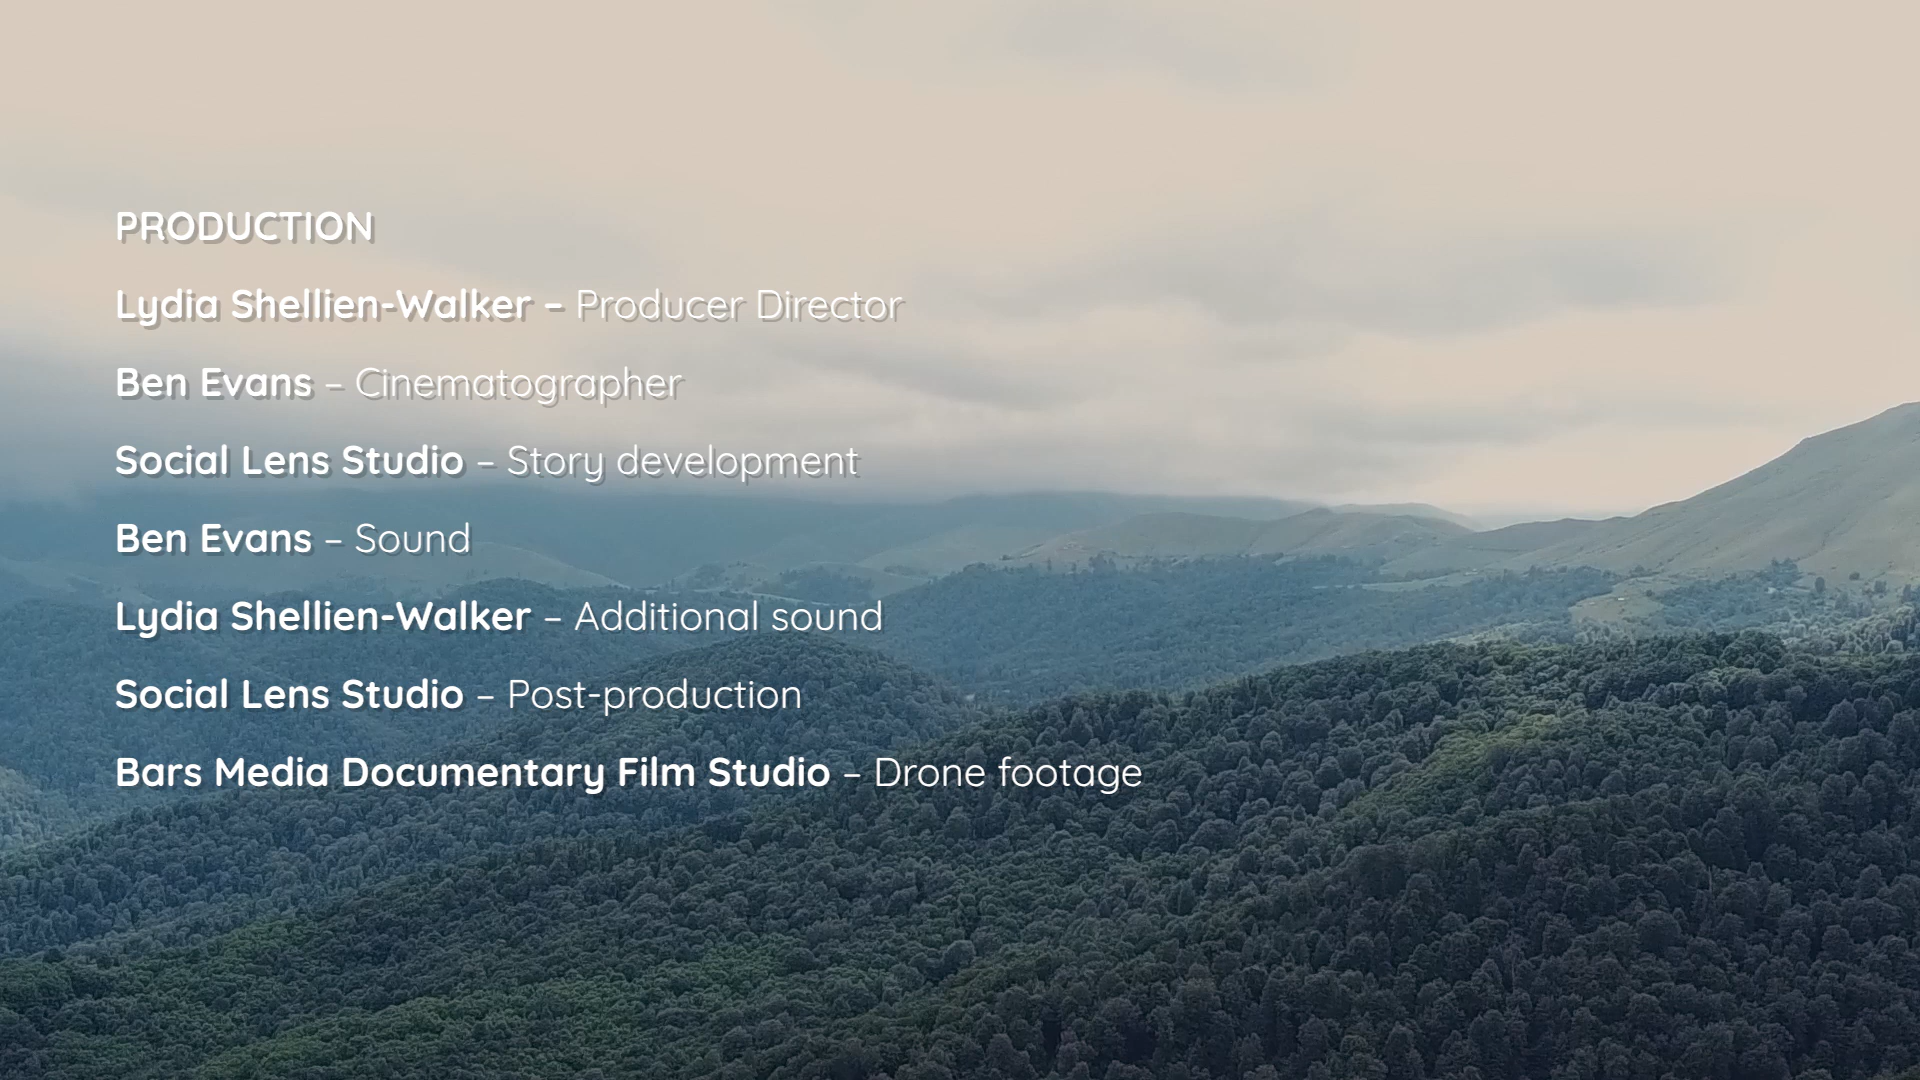 PRODUCTION
Lydia Shellien-Walker – Producer Director
Ben Evans – Cinematographer
Social Lens Studio – Story development
Ben Evans – Sound
Lydia Shellien-Walker – Additional sound
Social Lens Studio – Post-production
Bars Media Documentary Film Studio – Drone footage